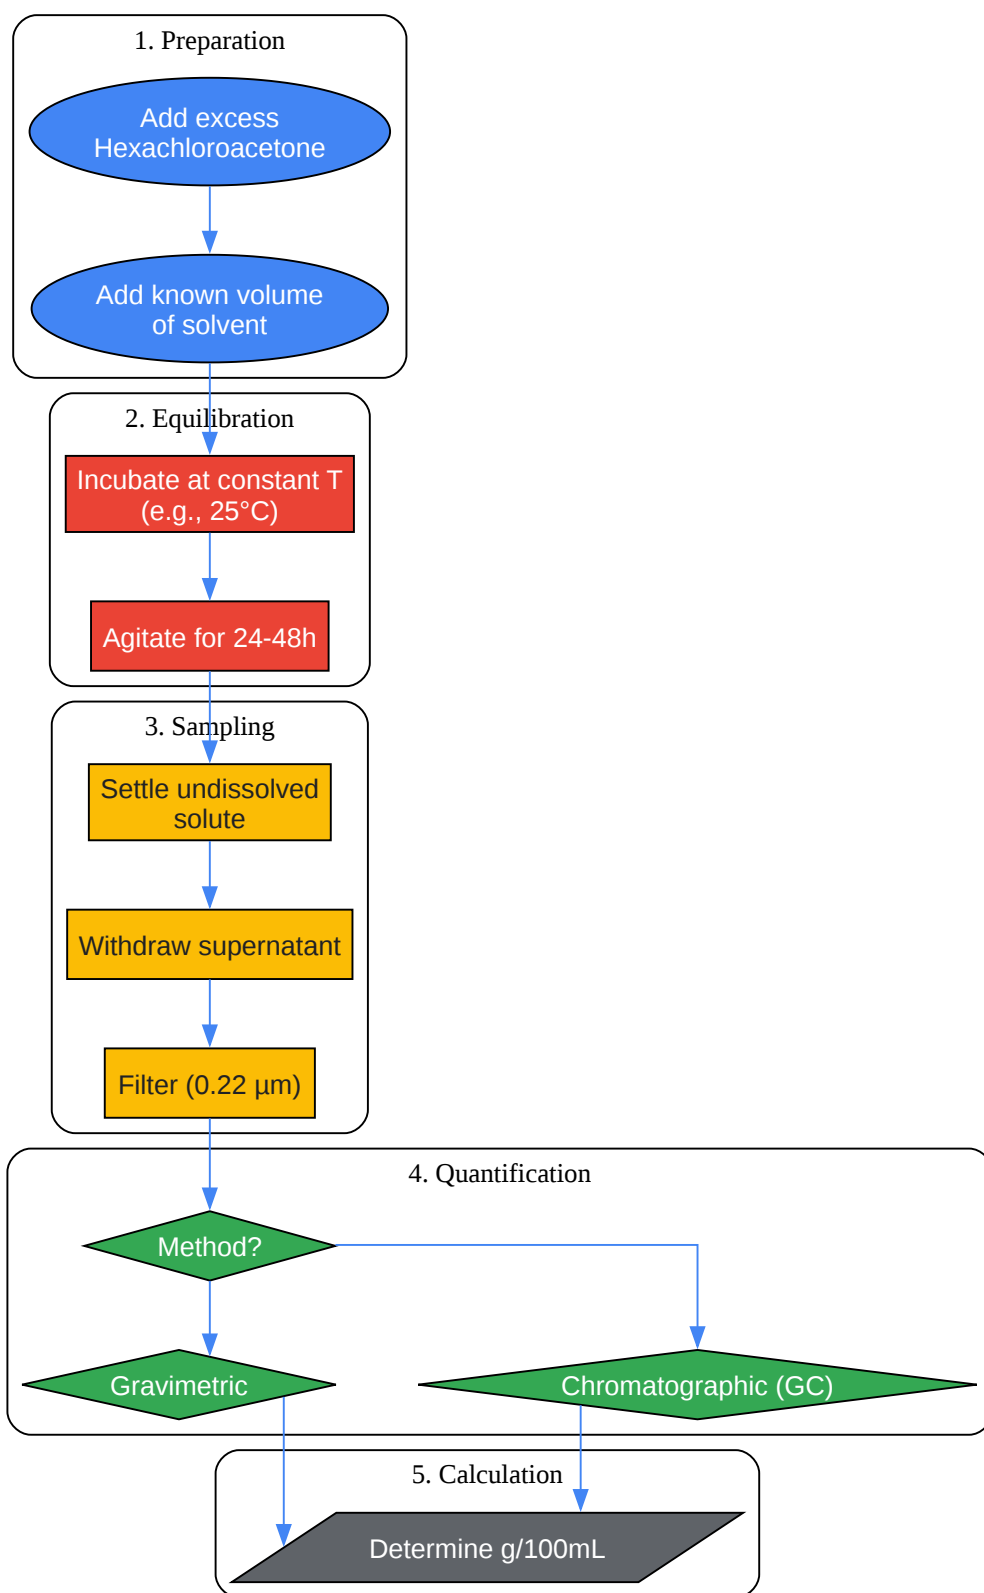 1. Preparation
Add excess
Hexachloroacetone
Add known volume
of solvent
2. Equilibration
Incubate at constant T
(e.g., 25°C)
Agitate for 24-48h
3. Sampling
Settle undissolved
solute
Withdraw supernatant
Filter (0.22 µm)
4. Quantification
Method?
Gravimetric
Chromatographic (GC)
5. Calculation
Determine g/100mL